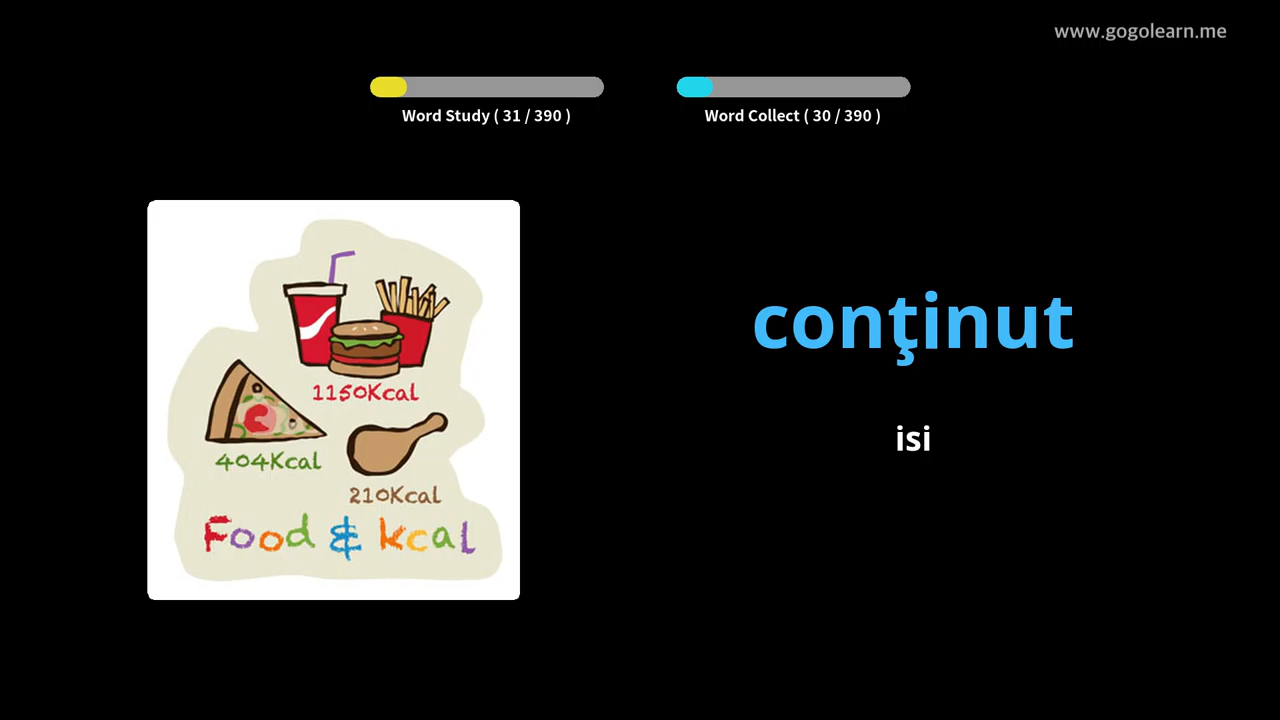 www.gogolearn.me
Word Study ( 31 / 390 )
Word Collect ( 30 / 390 )
1150Kcal
404Kcal
210Kcal
Food & kcal
conţinut
isi